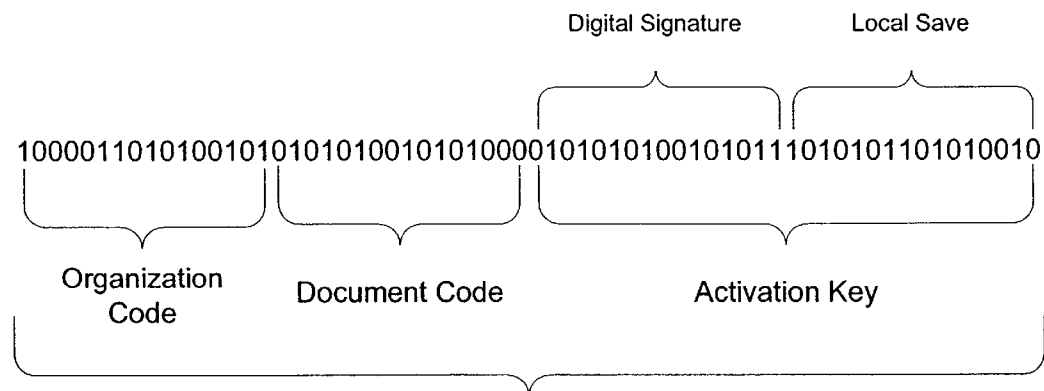 Digital Signature Local Save
1000011010100101010101001010100001010101001010111010101101010010
Organization
Code
Document Code
Activation Key